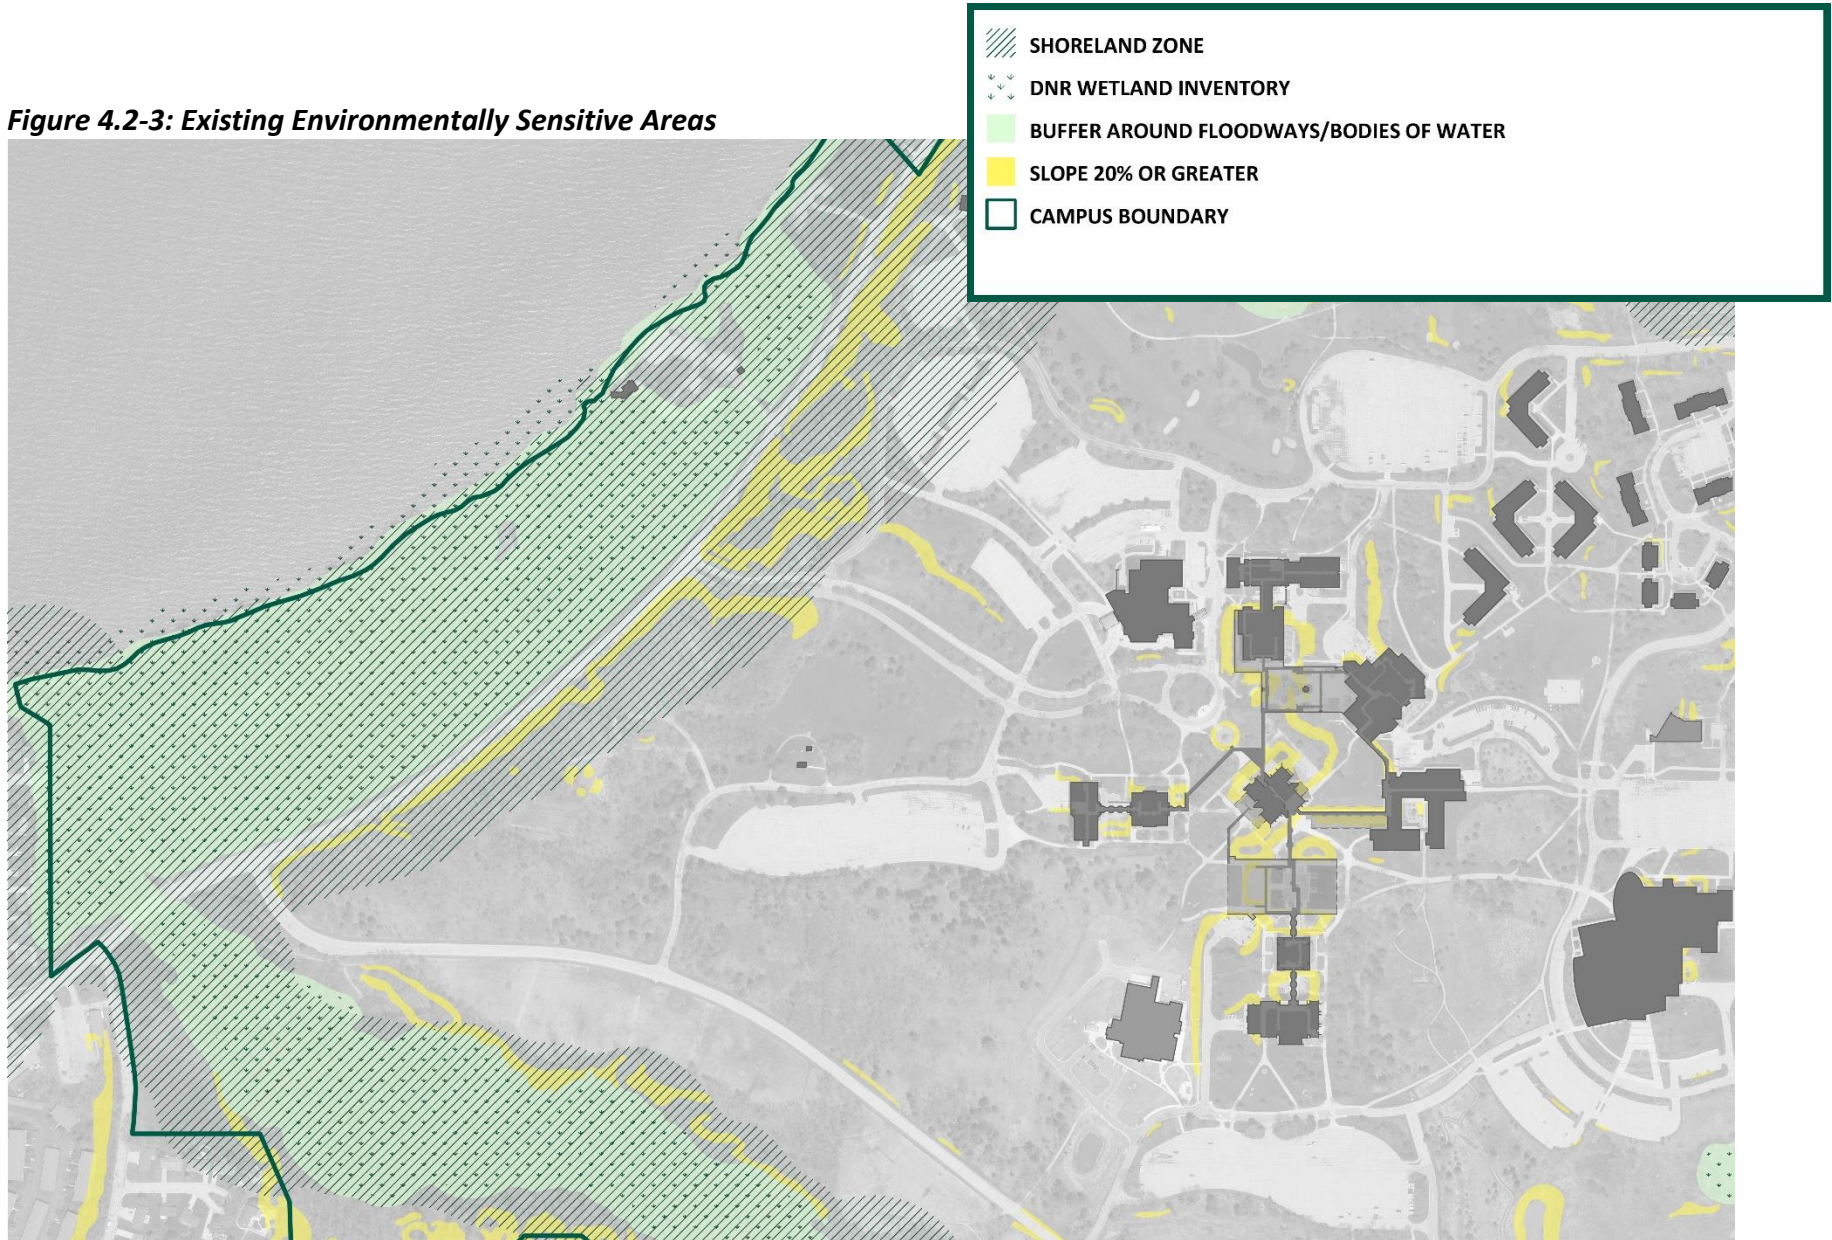 SHORELAND ZONE
DNR WETLAND INVENTORY
BUFFER AROUND FLOODWAYS/BODIES OF WATER
SLOPE 20% OR GREATER
CAMPUS BOUNDARY
Figure 4.2-3: Existing Environmentally Sensitive Areas